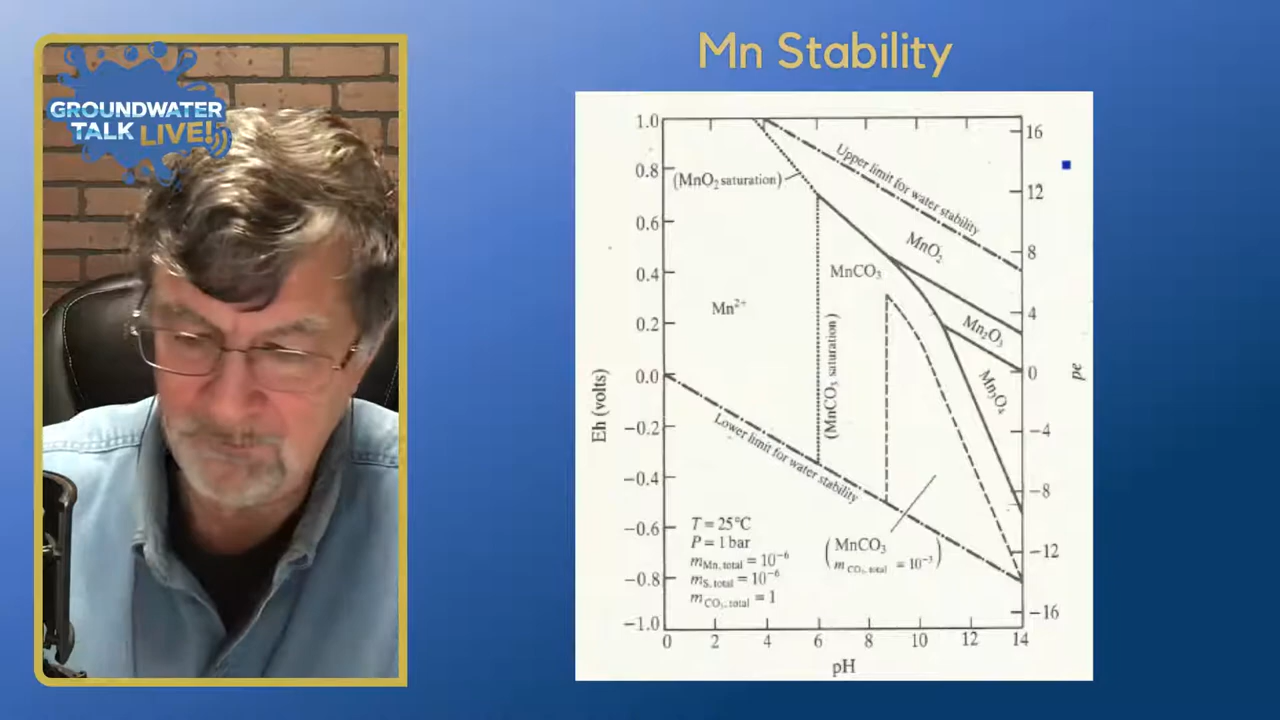 GROUNDWATER
TALK LIVE!
Mn Stability
1.0
0.8
0.6
0.4
0.2
0.0
−0.2
−0.4
−0.6
−0.8
−1.0
Eh (volts)
16
12
8
4
0
−4
−8
−12
−16
pe
0 2 4 6 8 10 12 14
pH
Upper limit for water stability
(MnO₂ saturation)
MnO₂
MnCO₃
Mn²⁺
Mn₂O₃
(MnCO₃ saturation)
Mn₃O₄
Lower limit for water stability
T = 25°C
P = 1 bar
m Mn, total = 10⁻⁶
m S, total = 10⁻⁶
m CO₃, total = 1
(MnCO₃
m CO₃, total = 10⁻³)